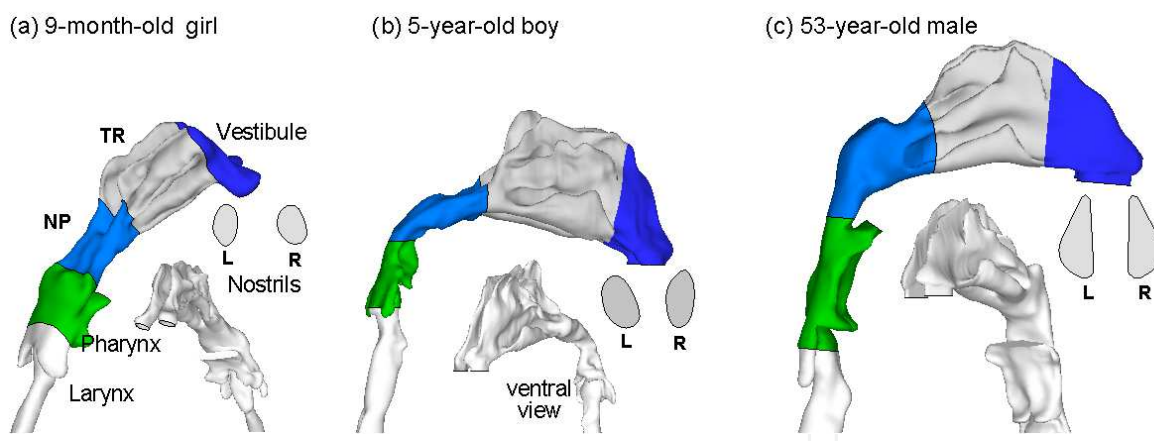 (a) 9-month-old girl
TR
Vestibule
NP
L
R
Nostrils
Pharynx
Larynx
(b) 5-year-old boy
L
R
ventral
view
(c) 53-year-old male
L
R